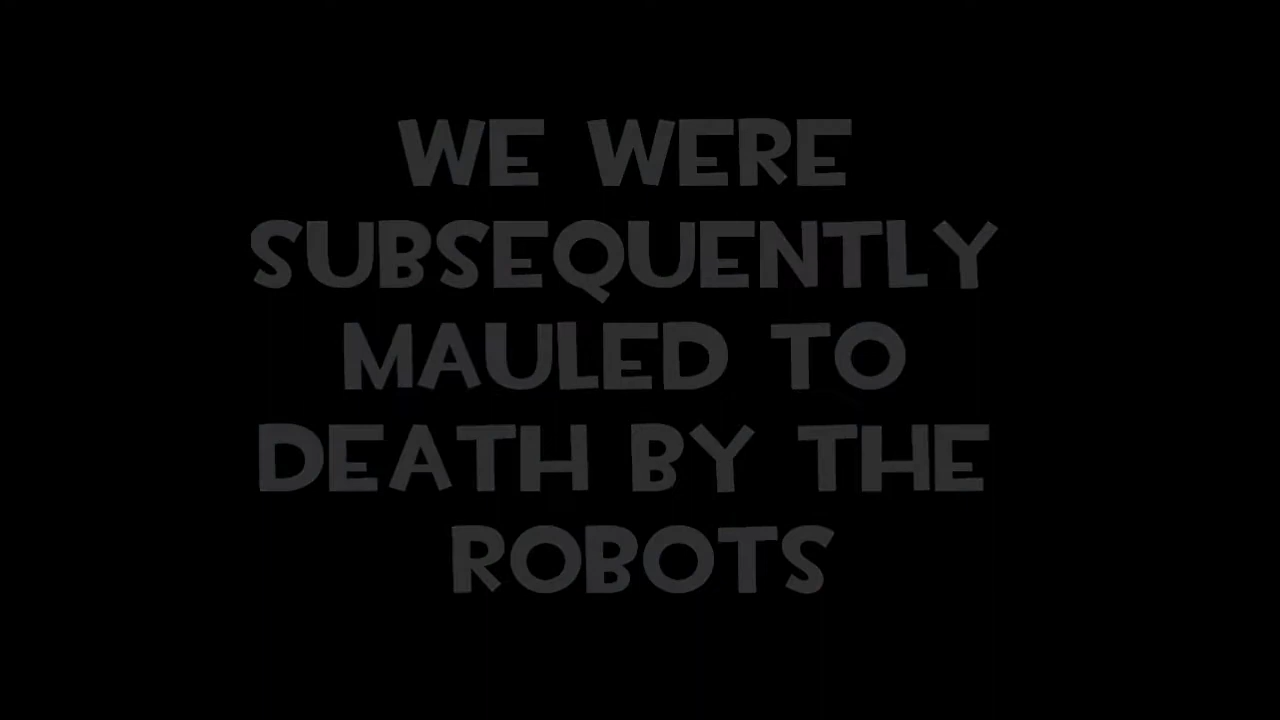 WE WERE
SUBSEQUENTLY
MAULED TO
DEATH BY THE
ROBOTS